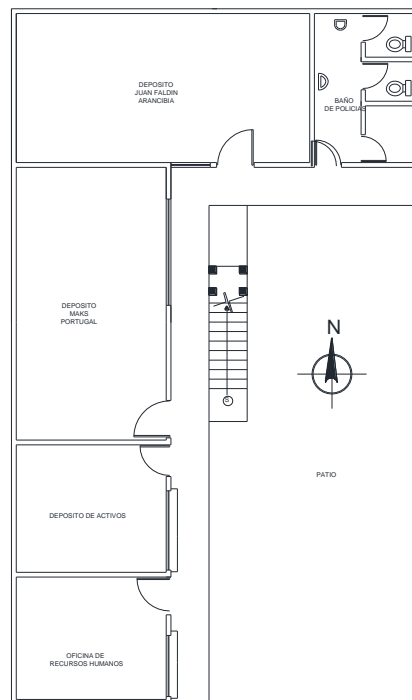 DEPOSITO
JUAN FALDIN
ARANCIBIA
BAÑO
DE POLICIAS
DEPOSITO
MAKS
PORTUGAL
N
S
PATIO
DEPOSITO DE ACTIVOS
OFICINA DE
RECURSOS HUMANOS